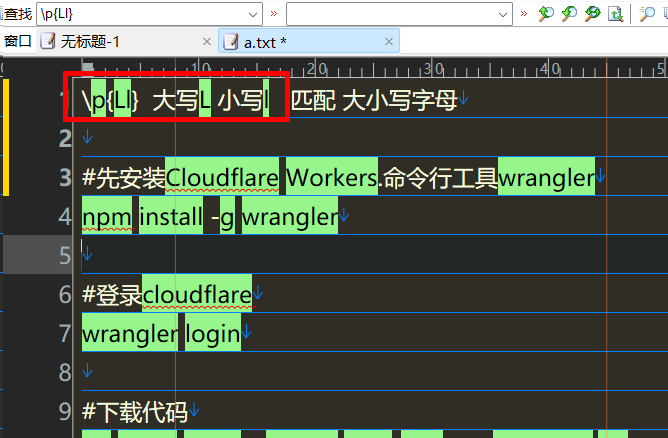 查找 \p{Ll} » »
窗口 无标题-1 × a.txt * ×
0 10 20 30 40 50
1 \p{Ll} 大写L 小写l 匹配 大小写字母↓
2 ↓
3 #先安装Cloudflare Workers.命令行工具wrangler↓
4 npm install -g wrangler↓
5 ↓
6 #登录cloudflare↓
7 wrangler login↓
8 ↓
9 #下载代码